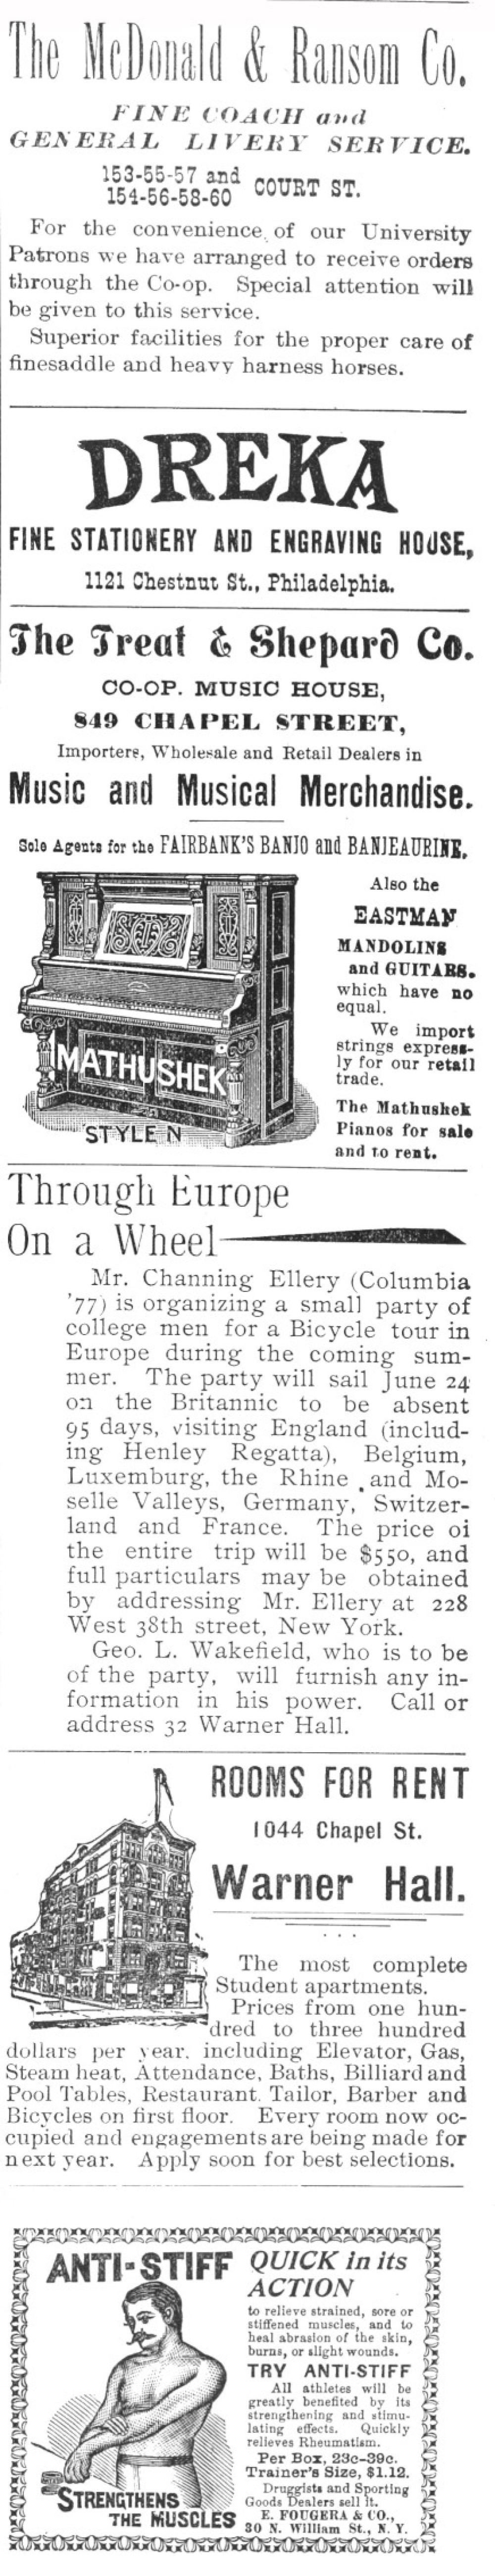 The McDonald & Ransom Co.
FINE COACH and
GENERAL LIVERY SERVICE.
153-55-57 and
154-56-58-60 COURT ST.
For the convenience of our University
Patrons we have arranged to receive orders
through the Co-op. Special attention will
be given to this service.
Superior facilities for the proper care of
finesaddle and heavy harness horses.
DREKA
FINE STATIONERY AND ENGRAVING HOUSE,
1121 Chestnut St., Philadelphia.
The Treat & Shepard Co.
CO-OP. MUSIC HOUSE,
849 CHAPEL STREET,
Importers, Wholesale and Retail Dealers in
Music and Musical Merchandise.
Sole Agents for the FAIRBANK'S BANJO and BANJEAURINE,
Also the
EASTMAN
MANDOLINS
and GUITARS.
which have no
equal.
We import
strings express-
ly for our retail
trade.
The Mathushek
Pianos for sale
and to rent.
MATHUSHEK
STYLE N
Through Europe
On a Wheel
Mr. Channing Ellery (Columbia
'77) is organizing a small party of
college men for a Bicycle tour in
Europe during the coming sum-
mer. The party will sail June 24
on the Britannic to be absent
95 days, visiting England (includ-
ing Henley Regatta), Belgium,
Luxemburg, the Rhine and Mo-
selle Valleys, Germany, Switzer-
land and France. The price of
the entire trip will be $550, and
full particulars may be obtained
by addressing Mr. Ellery at 228
West 38th street, New York.
Geo. L. Wakefield, who is to be
of the party, will furnish any in-
formation in his power. Call or
address 32 Warner Hall.
ROOMS FOR RENT
1044 Chapel St.
Warner Hall.
The most complete
Student apartments.
Prices from one hun-
dred to three hundred
dollars per year, including Elevator, Gas,
Steam heat, Attendance, Baths, Billiard and
Pool Tables, Restaurant. Tailor, Barber and
Bicycles on first floor. Every room now oc-
cupied and engagements are being made for
next year. Apply soon for best selections.
ANTI-STIFF
STRENGTHENS
THE MUSCLES
QUICK in its
ACTION
to relieve strained, sore or
stiffened muscles, and to
heal abrasion of the skin,
burns, or slight wounds.
TRY ANTI-STIFF
All athletes will be
greatly benefited by its
strengthening and stimu-
lating effects. Quickly
relieves Rheumatism.
Per Box, 23c-39c.
Trainer's Size, $1.12.
Druggists and Sporting
Goods Dealers sell it.
E. FOUGERA & CO.,
30 N. William St., N. Y.